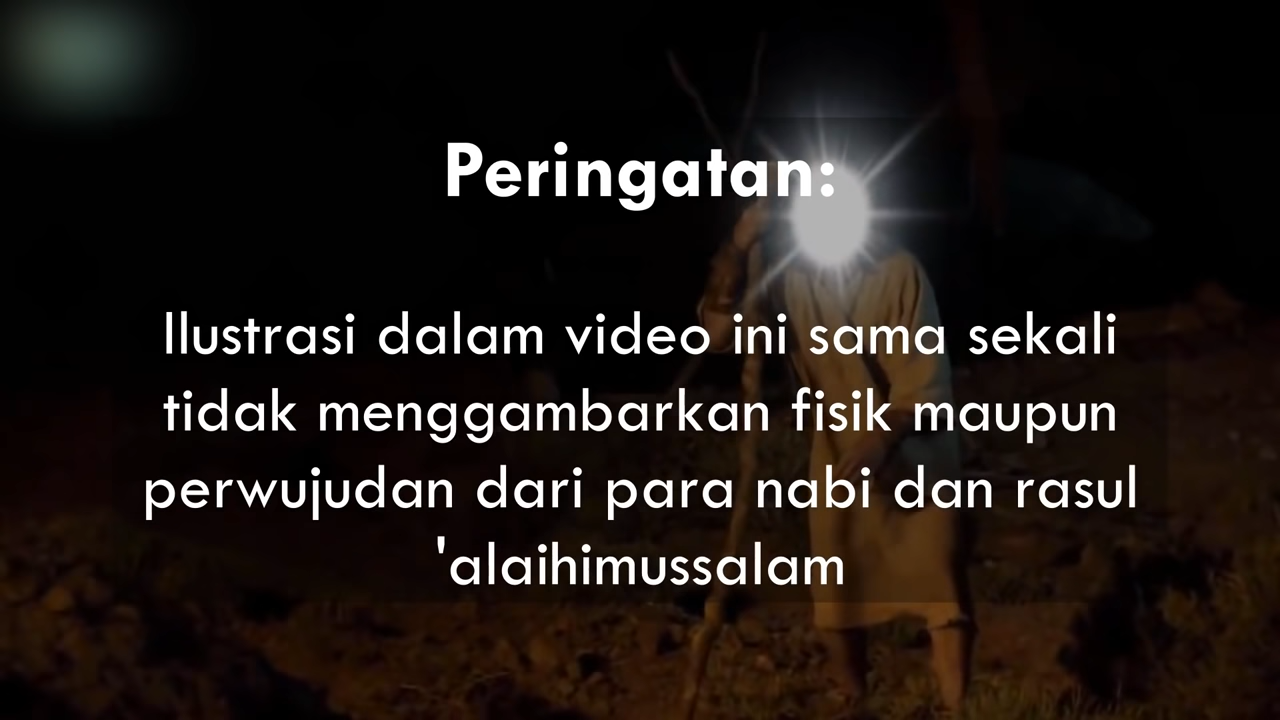 Peringatan:
Ilustrasi dalam video ini sama sekali
tidak menggambarkan fisik maupun
perwujudan dari para nabi dan rasul
'alaihimussalam